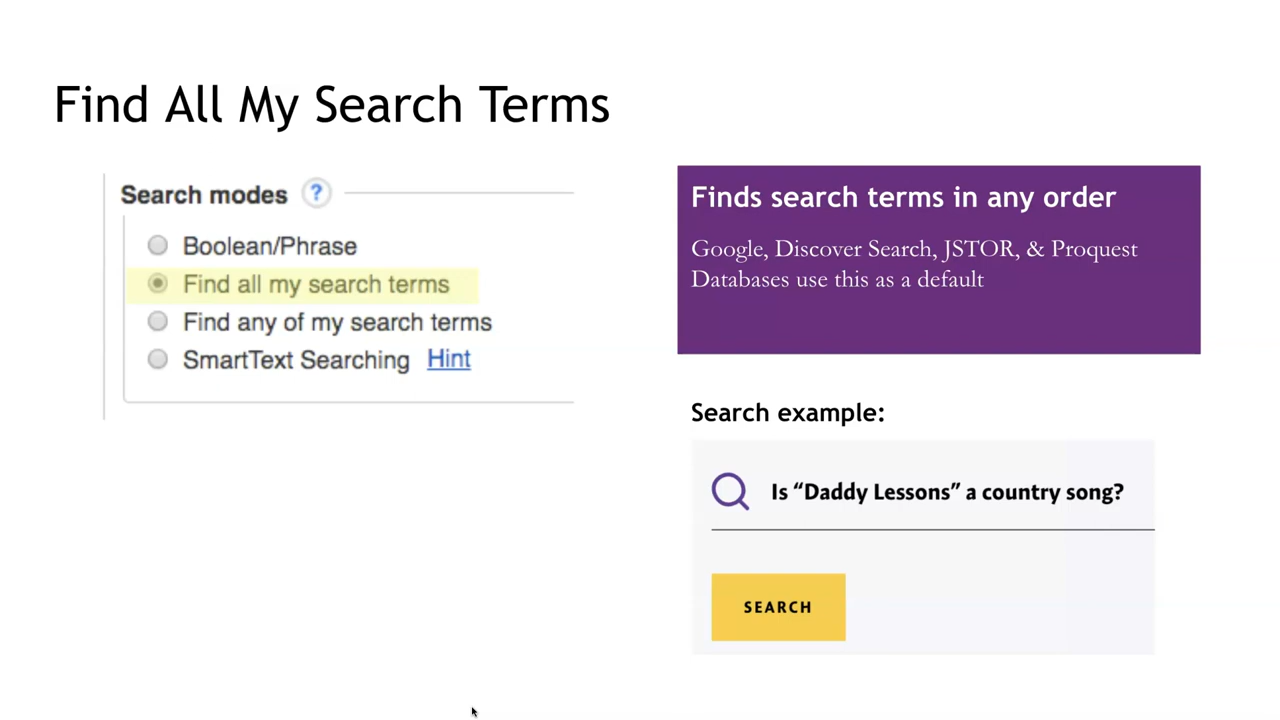 Find All My Search Terms
Search modes ?
Boolean/Phrase
Find all my search terms
Find any of my search terms
SmartText Searching Hint
Finds search terms in any order
Google, Discover Search, JSTOR, & Proquest
Databases use this as a default
Search example:
Is “Daddy Lessons” a country song?
SEARCH